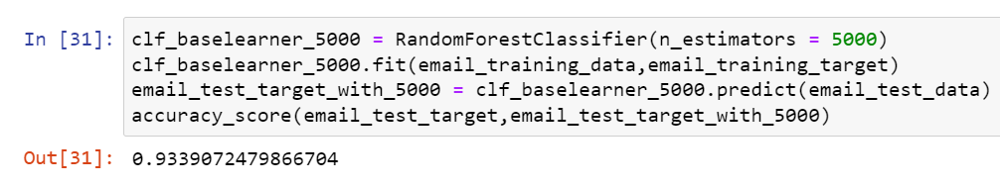 In [31]: clf_baselearner_5000 = RandomForestClassifier(n_estimators = 5000)
clf_baselearner_5000.fit(email_training_data,email_training_target)
email_test_target_with_5000 = clf_baselearner_5000.predict(email_test_data)
accuracy_score(email_test_target,email_test_target_with_5000)
Out[31]: 0.9339072479866704